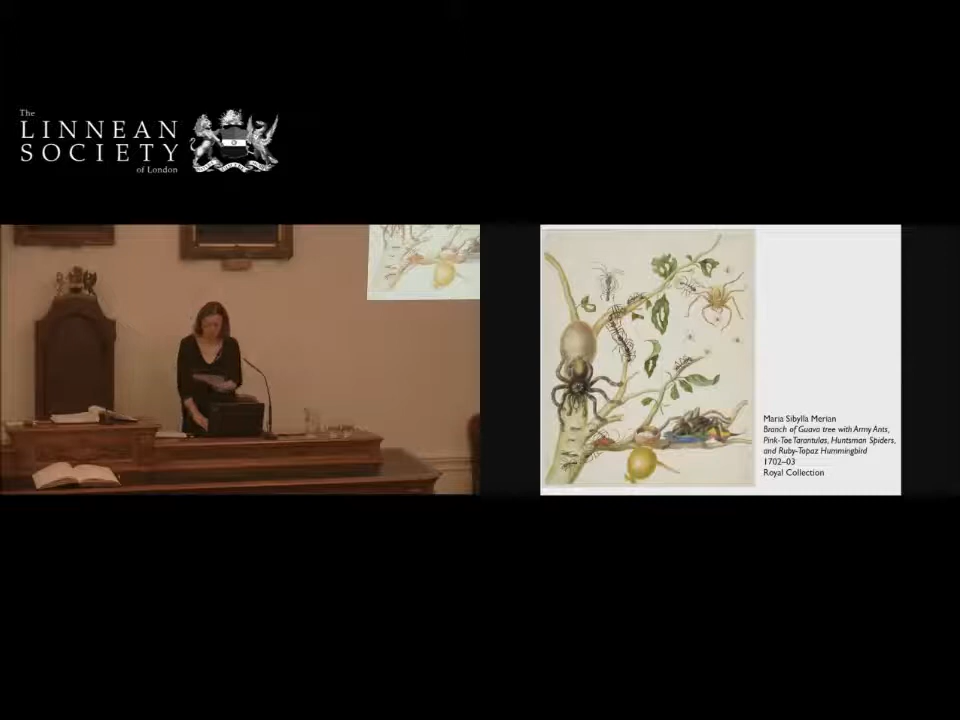 The
LINNEAN
SOCIETY
of London
Maria Sibylla Merian
Branch of Guava tree with Army Ants,
Pink-Toe Tarantulas, Huntsman Spiders,
and Ruby-Topaz Hummingbird
1702–03
Royal Collection